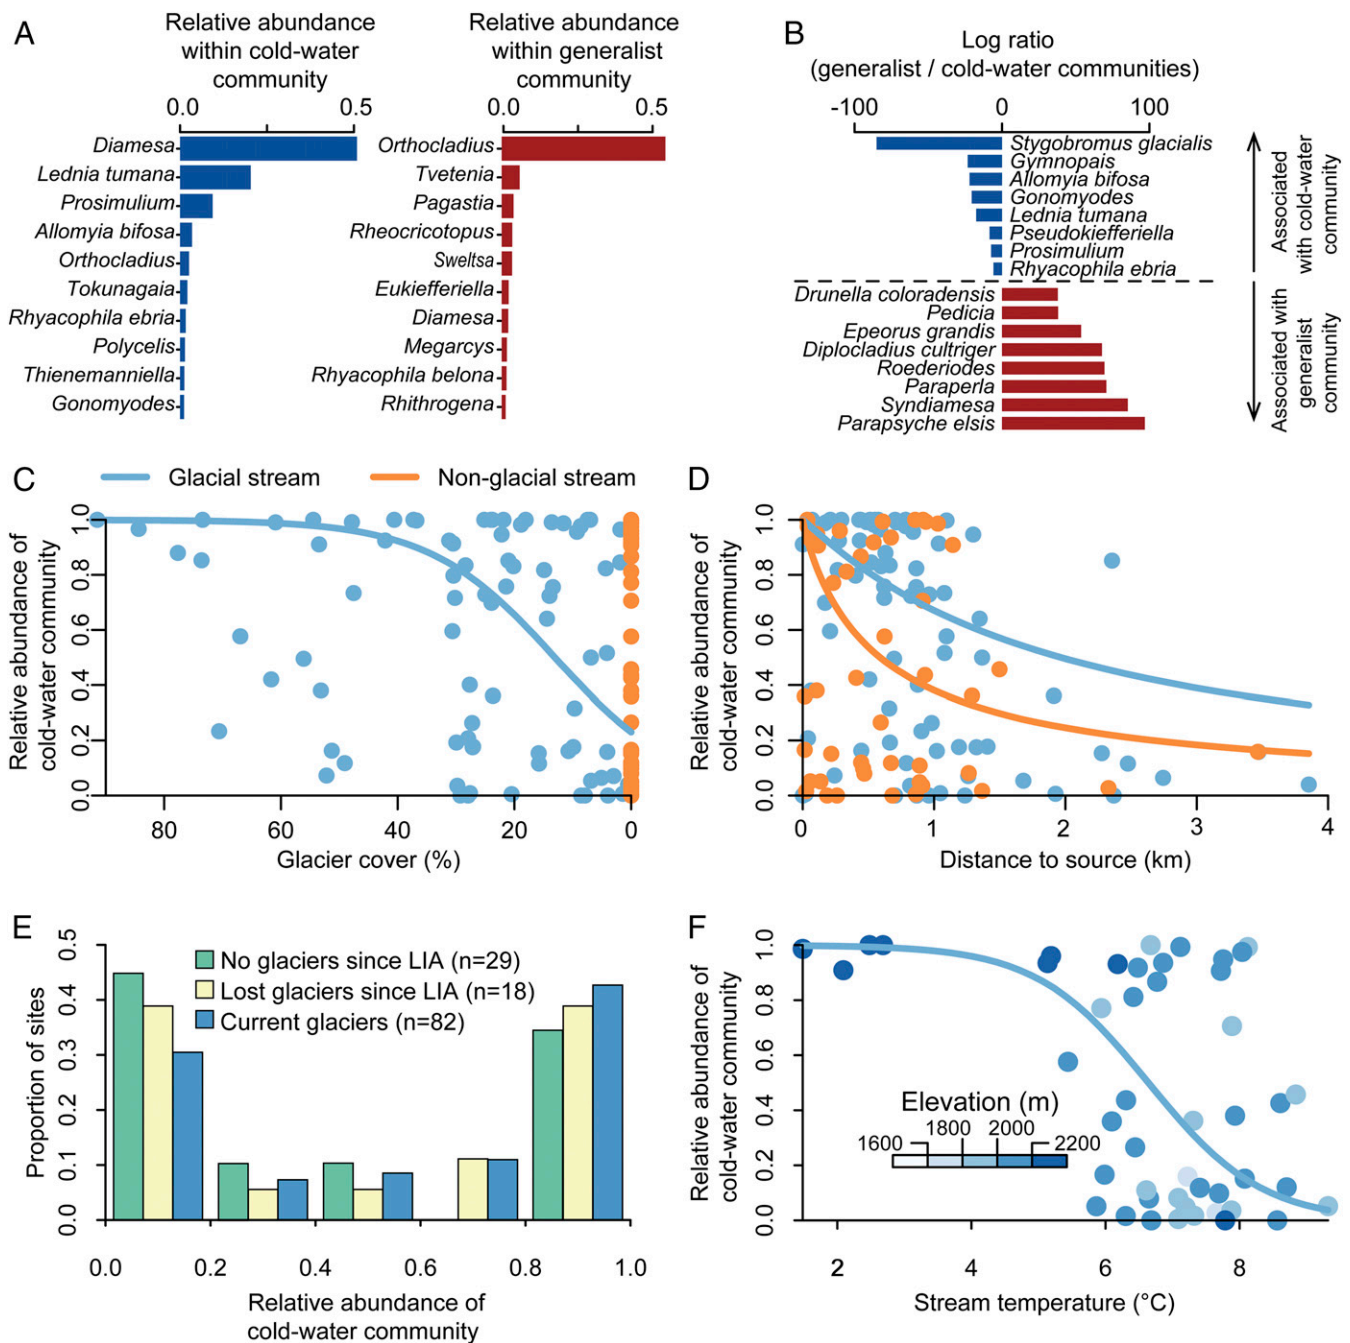 A
Relative abundance
within cold-water
community
0.0
0.5
Diamesa
Lednia tumana
Prosimulium
Allomyia bifosa
Orthocladius
Tokunagaia
Rhyacophila ebria
Polycelis
Thienemanniella
Gonomyodes
Relative abundance
within generalist
community
0.0
0.5
Orthocladius
Tvetenia
Pagastia
Rheocricotopus
Sweltsa
Eukiefferiella
Diamesa
Megarcys
Rhyacophila belona
Rhithrogena
B
Log ratio
(generalist / cold-water communities)
-100
0
100
Stygobromus glacialis
Gymnopais
Allomyia bifosa
Gonomyodes
Lednia tumana
Pseudokiefferiella
Prosimulium
Rhyacophila ebria
Drunella coloradensis
Pedicia
Epeorus grandis
Diplocladius cultriger
Roederiodes
Paraperla
Syndiamesa
Parapsyche elsis
Associated
with cold-water
community
Associated with
generalist
community
C
Glacial stream
Non-glacial stream
Relative abundance of
cold-water community
1.0
0.8
0.6
0.4
0.2
0.0
80
60
40
20
0
Glacier cover (%)
D
Relative abundance of
cold-water community
1.0
0.8
0.6
0.4
0.2
0.0
0
1
2
3
4
Distance to source (km)
E
Proportion of sites
0.5
0.4
0.3
0.2
0.1
0.0
No glaciers since LIA (n=29)
Lost glaciers since LIA (n=18)
Current glaciers (n=82)
0.0
0.2
0.4
0.6
0.8
1.0
Relative abundance of
cold-water community
F
Relative abundance of
cold-water community
1.0
0.8
0.6
0.4
0.2
0.0
Elevation (m)
1600
1800
2000
2200
2
4
6
8
Stream temperature (°C)